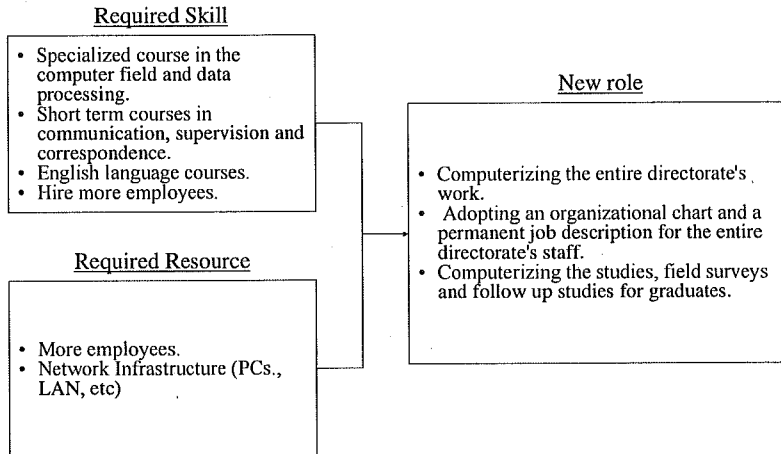 Required Skill
• Specialized course in the
computer field and data
processing.
• Short term courses in
communication, supervision and
correspondence.
• English language courses.
• Hire more employees.
Required Resource
• More employees.
• Network Infrastructure (PCs.,
LAN, etc)
New role
• Computerizing the entire directorate's
work.
• Adopting an organizational chart and a
permanent job description for the entire
directorate's staff.
• Computerizing the studies, field surveys
and follow up studies for graduates.